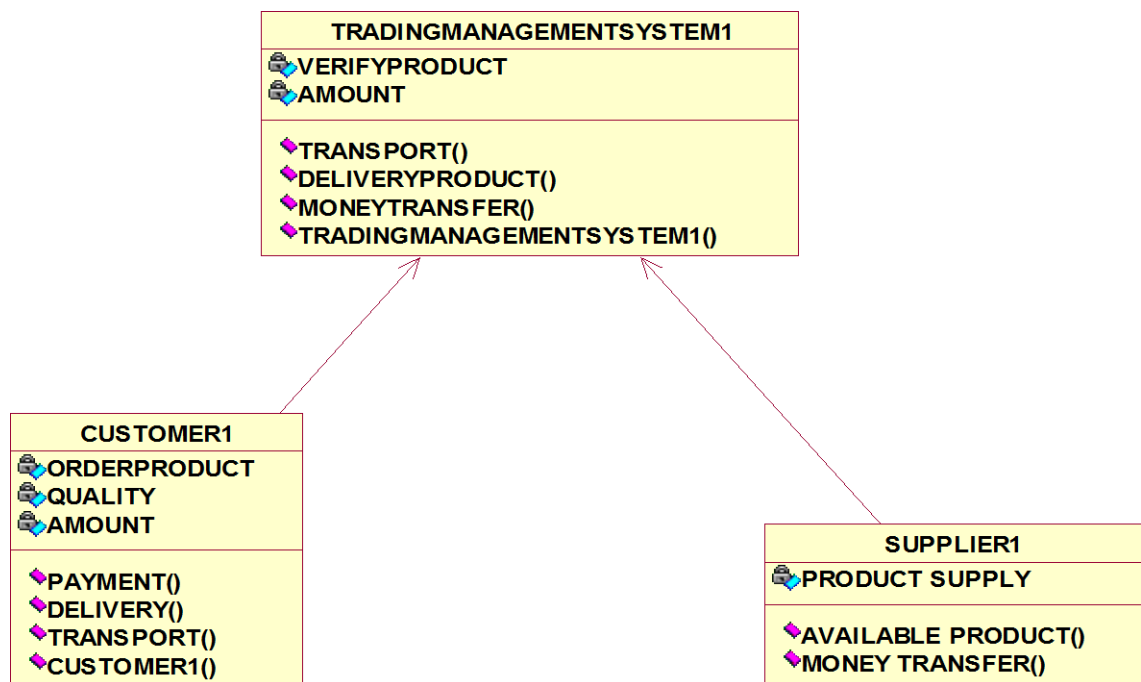 TRADINGMANAGEMENTSYSTEM1
VERIFYPRODUCT
AMOUNT
TRANSPORT()
DELIVERYPRODUCT()
MONEYTRANSFER()
TRADINGMANAGEMENTSYSTEM1()
CUSTOMER1
ORDERPRODUCT
QUALITY
AMOUNT
PAYMENT()
DELIVERY()
TRANSPORT()
CUSTOMER1()
SUPPLIER1
PRODUCT SUPPLY
AVAILABLE PRODUCT()
MONEY TRANSFER()